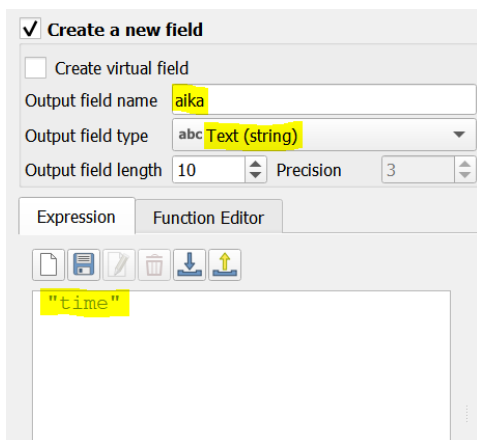 Create a new field
Create virtual field
Output field name aika
Output field type abc Text (string)
Output field length 10 Precision 3
Expression Function Editor
"time"